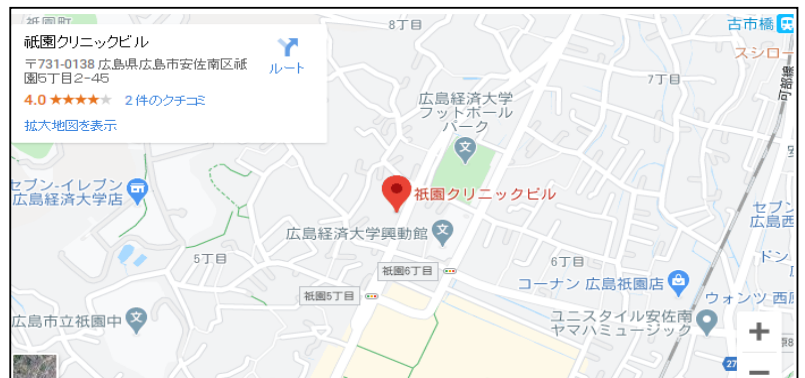 祇園町
祇園クリニックビル
〒731-0138 広島県広島市安佐南区祇
園5丁目2-45
4.0 ★★★★★ 2 件のクチコミ
拡大地図を表示
ルート
8丁目
古市橋
スシロー
7丁目
可部線
広島経済大学
フットボール
パーク
セブン-イレブン
広島経済大学店
祇園クリニックビル
広島経済大学興動館
セブン
広島西
5丁目
祇園6丁目
6丁目
ドン
コーナン 広島祇園店
祇園5丁目
ウォンツ 西原
広島市立祇園中
ユニスタイル安佐南
ヤマハミュージック
+
−
27